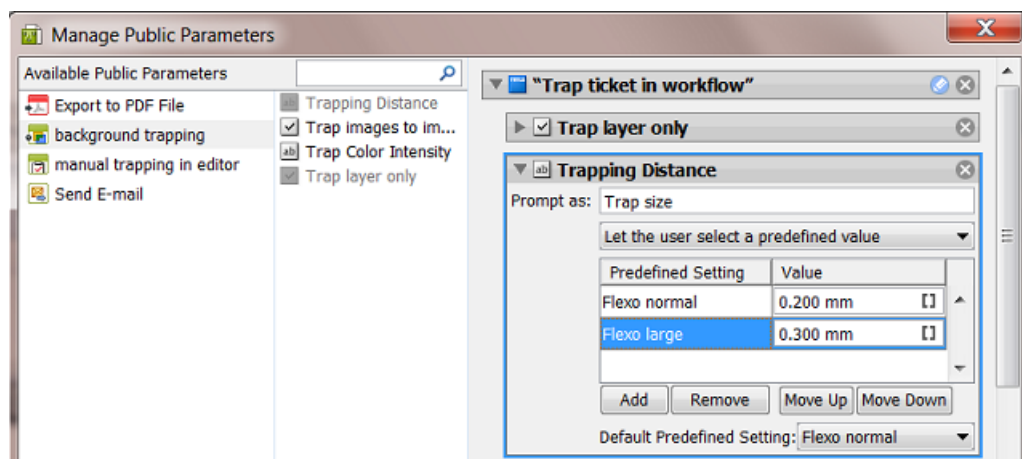 Manage Public Parameters
X
Available Public Parameters
Export to PDF File
background trapping
manual trapping in editor
Send E-mail
ab Trapping Distance
Trap images to im...
ab Trap Color Intensity
Trap layer only
"Trap ticket in workflow"
Trap layer only
ab Trapping Distance
Prompt as: Trap size
Let the user select a predefined value
Predefined Setting Value
Flexo normal 0.200 mm []
Flexo large 0.300 mm []
Add Remove Move Up Move Down
Default Predefined Setting: Flexo normal